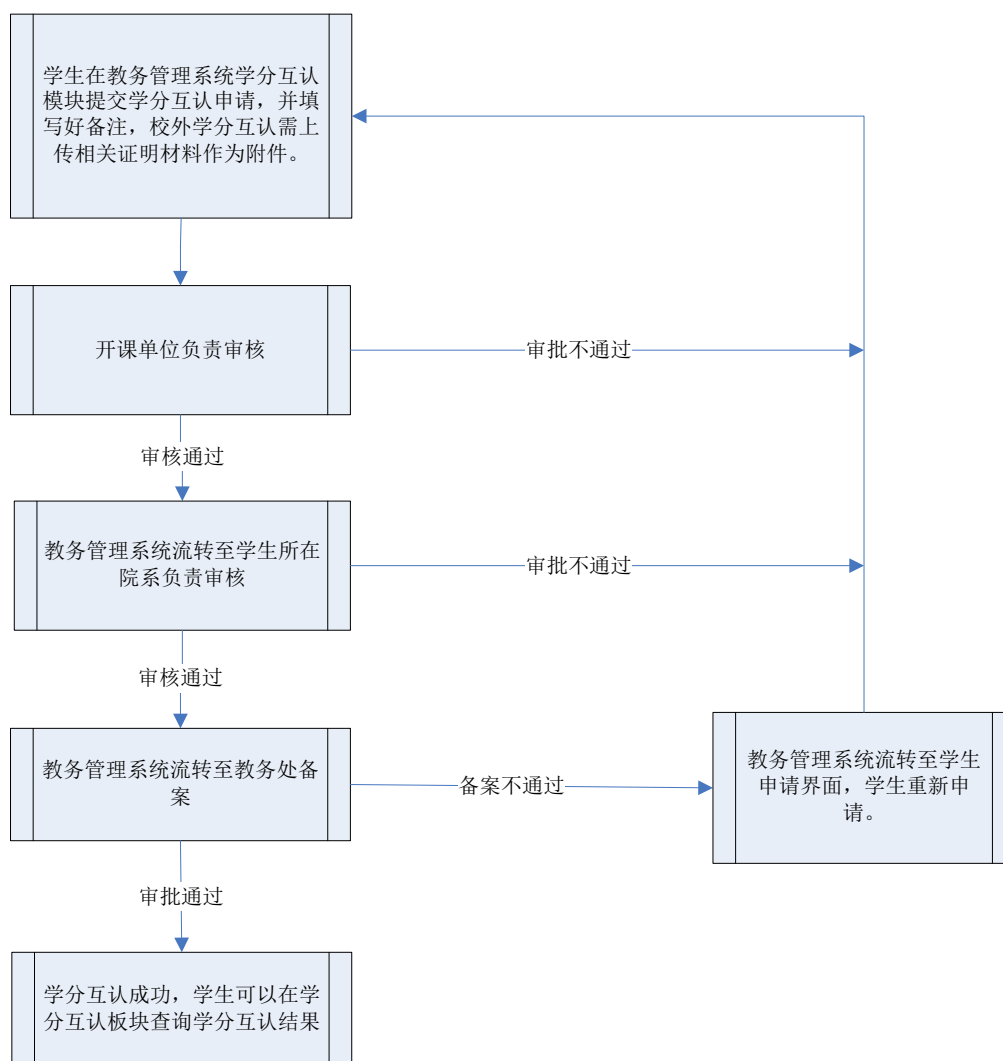 学生在教务管理系统学分互认
模块提交学分互认申请，并填
写好备注，校外学分互认需上
传相关证明材料作为附件。
开课单位负责审核
审批不通过
审核通过
教务管理系统流转至学生所在
院系负责审核
审批不通过
审核通过
教务管理系统流转至教务处备
案
备案不通过
教务管理系统流转至学生
申请界面，学生重新申
请。
审批通过
学分互认成功，学生可以在学
分互认板块查询学分互认结果